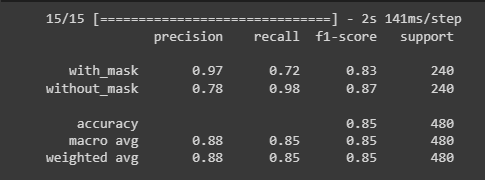 15/15 [==============================] - 2s 141ms/step
precision recall f1-score support
with_mask 0.97 0.72 0.83 240
without_mask 0.78 0.98 0.87 240
accuracy 0.85 480
macro avg 0.88 0.85 0.85 480
weighted avg 0.88 0.85 0.85 480